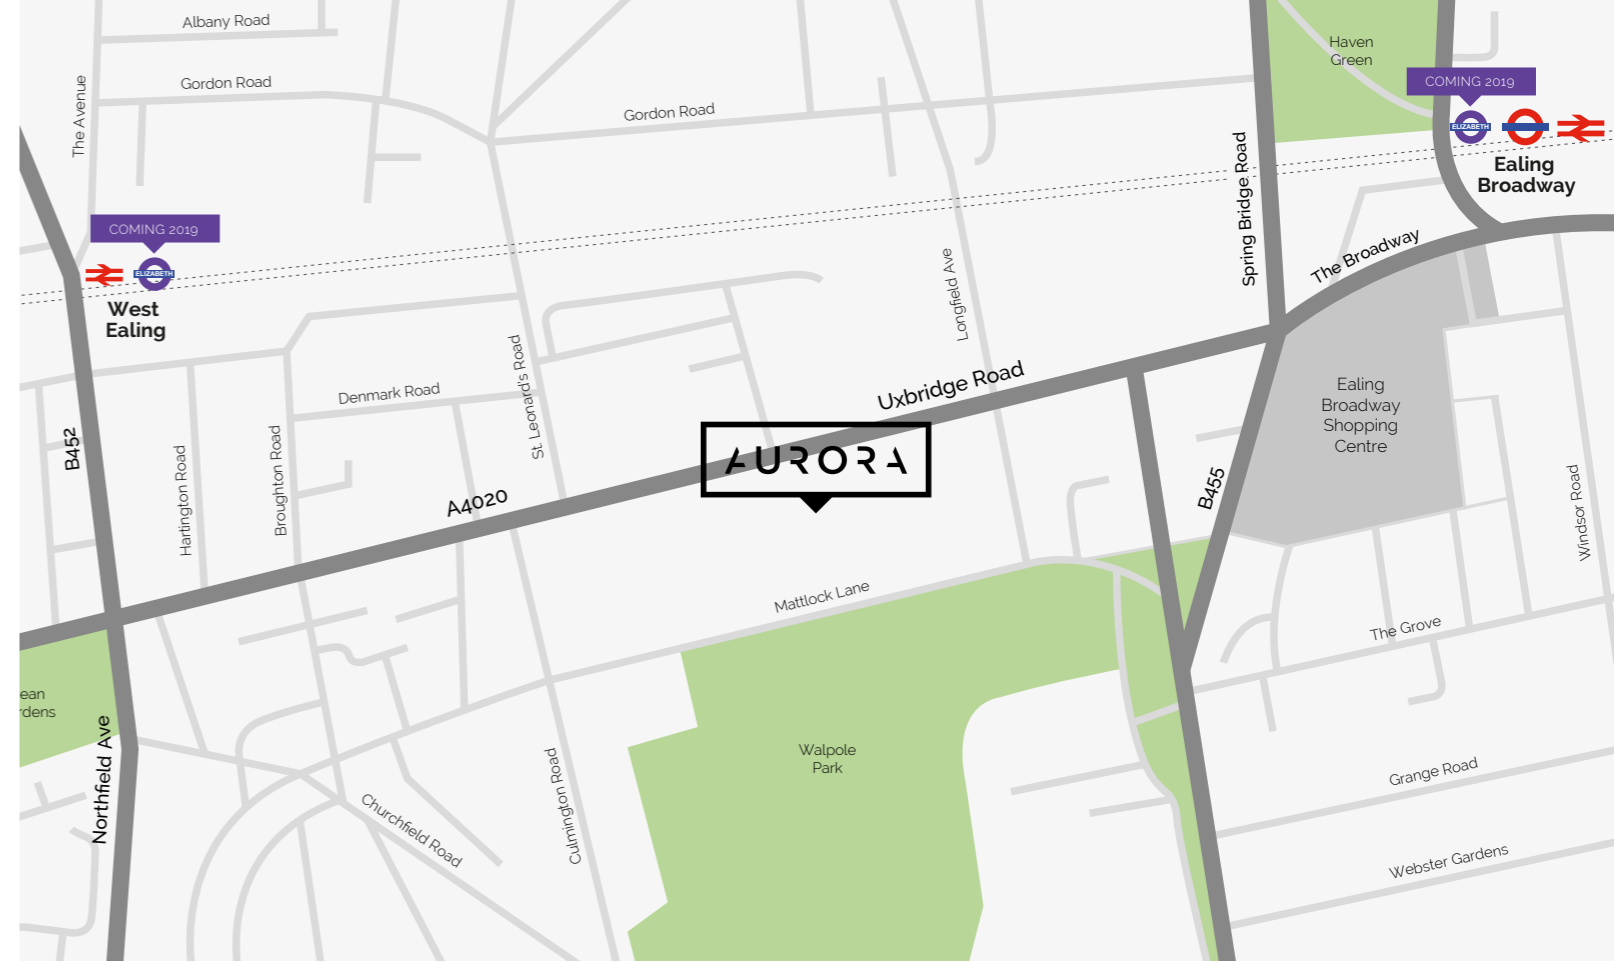 Albany Road
Haven
Green
COMING 2019
The Avenue
Gordon Road
Gordon Road
ELIZABETH
Ealing
Broadway
Spring Bridge Road
COMING 2019
ELIZABETH
West
Ealing
The Broadway
Longfield Ave
St. Leonard's Road
Denmark Road
Uxbridge Road
Ealing
Broadway
Shopping
Centre
B452
Hartington Road
Broughton Road
AURORA
A4020
B455
Windsor Road
Mattlock Lane
The Grove
ean
rdens
Northfield Ave
Walpole
Park
Culmington Road
Churchfield Road
Grange Road
Webster Gardens